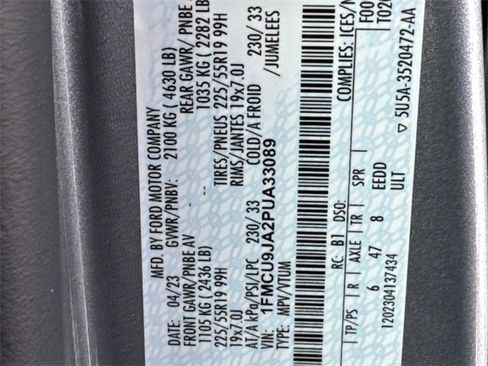 MFD. BY FORD MOTOR COMPANY
04/23 GVWR/PNBV: 2100 KG ( 4630 LB)
FRONT GAWR/ PNBE AV REAR GAWR/ PNBE
1105 KG (2436 LB) 1035 KG ( 2282 LB
225/55R19 99H TIRES/PNEUS 225/55R19 99H
19x7.0J RIMS/JANTES 19x7.0J
AT/A kPa/PSI/LPC 230/ 33 COLD/A FROID 230/ 33
VIN: 1FMCU9JA2PUA33089 /JUMELEES
TYPE: MPV/VTUM
RC: B1 DSO: COMPLIES: ICES/
TP/PS R AXLE TR SPR
6 47 8 EEDD
1202304137434 ULT
5U5A-3520472-AA
F00
T020